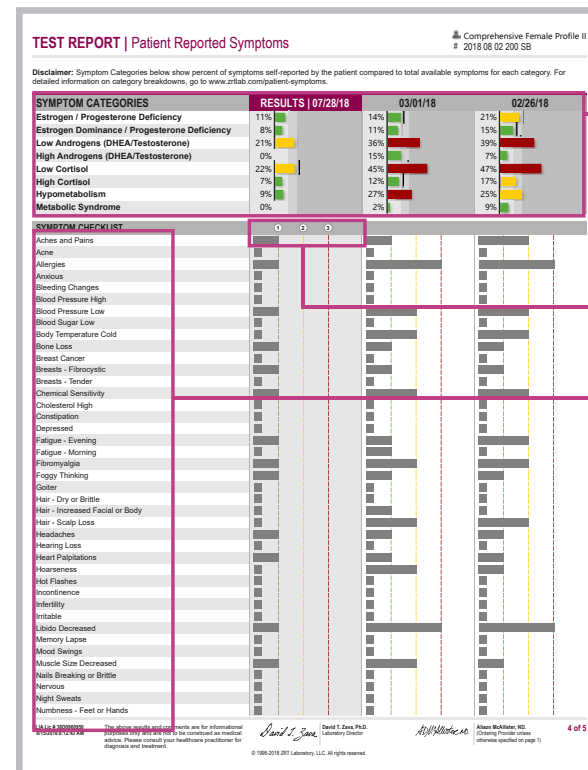 TEST REPORT | Patient Reported Symptoms
Comprehensive Female Profile II
# 2018 08 02 200 SB
Disclaimer: Symptom Categories below show percent of symptoms self-reported by the patient compared to total available symptoms for each category. For
detailed information on category breakdowns, go to www.zrtlab.com/patient-symptoms.
SYMPTOM CATEGORIES RESULTS | 07/28/18 03/01/18 02/26/18
Estrogen / Progesterone Deficiency 11% 14% 21%
Estrogen Dominance / Progesterone Deficiency 8% 11% 15%
Low Androgens (DHEA/Testosterone) 21% 36% 39%
High Androgens (DHEA/Testosterone) 0% 15% 7%
Low Cortisol 22% 45% 47%
High Cortisol 7% 12% 17%
Hypometabolism 9% 27% 25%
Metabolic Syndrome 0% 2% 9%
SYMPTOM CHECKLIST 1 2 3
Aches and Pains
Acne
Allergies
Anxious
Bleeding Changes
Blood Pressure High
Blood Pressure Low
Blood Sugar Low
Body Temperature Cold
Bone Loss
Breast Cancer
Breasts - Fibrocystic
Breasts - Tender
Chemical Sensitivity
Cholesterol High
Constipation
Depressed
Fatigue - Evening
Fatigue - Morning
Fibromyalgia
Foggy Thinking
Goiter
Hair - Dry or Brittle
Hair - Increased Facial or Body
Hair - Scalp Loss
Headaches
Hearing Loss
Heart Palpitations
Hoarseness
Hot Flashes
Incontinence
Infertility
Irritable
Libido Decreased
Memory Lapse
Mood Swings
Muscle Size Decreased
Nails Breaking or Brittle
Nervous
Night Sweats
Numbness - Feet or Hands
The above results and comments are for informational
purposes only and are not to be construed as medical
advice. Please consult your healthcare practitioner for
diagnosis and treatment.
David T. Zava, Ph.D.
Laboratory Director
Alison McAllister, ND.
(Ordering Provider unless
otherwise specified on page 1)
4 of 5
© 1998-2018 ZRT Laboratory, LLC. All rights reserved.